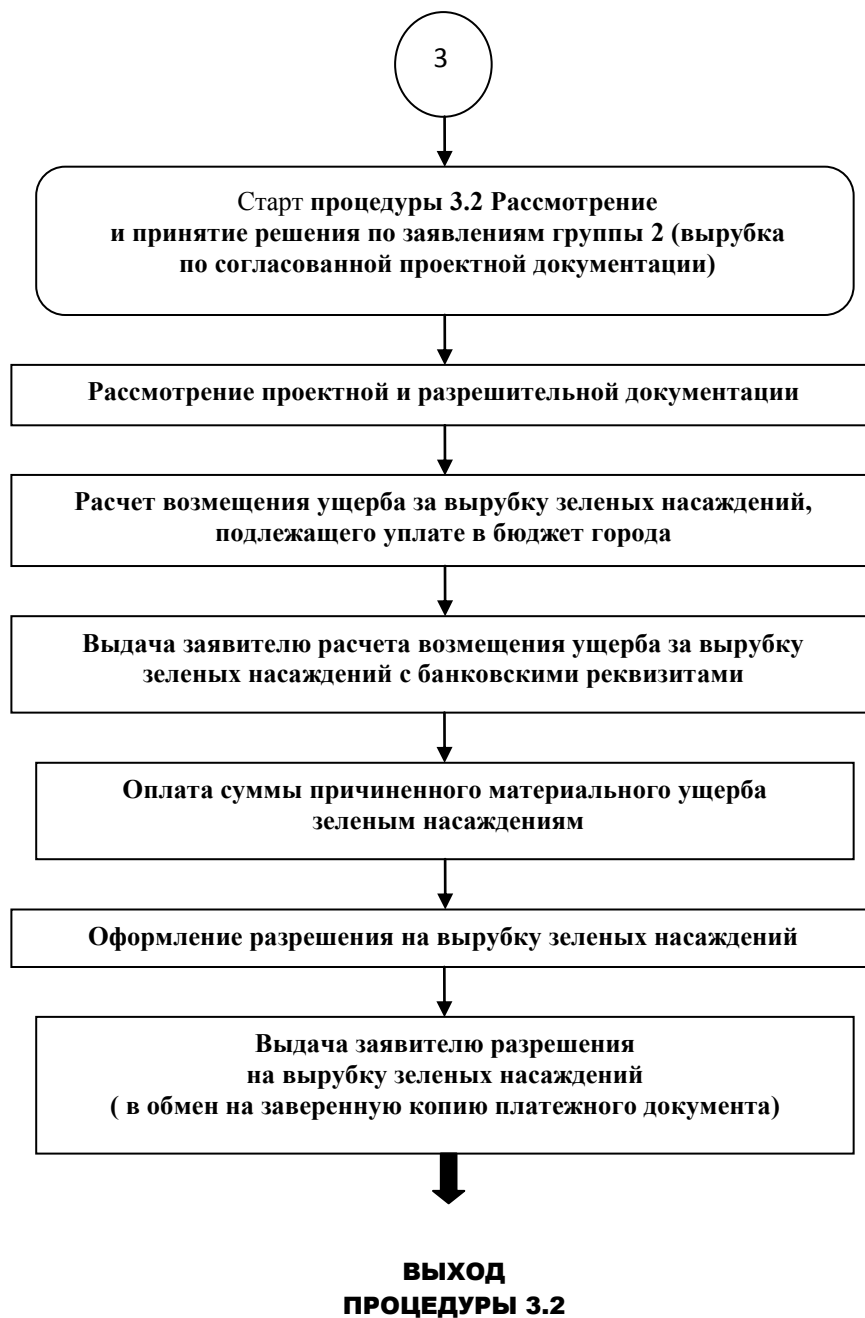 3
Старт процедуры 3.2 Рассмотрение
и принятие решения по заявлениям группы 2 (вырубка
по согласованной проектной документации)
Рассмотрение проектной и разрешительной документации
Расчет возмещения ущерба за вырубку зеленых насаждений,
подлежащего уплате в бюджет города
Выдача заявителю расчета возмещения ущерба за вырубку
зеленых насаждений с банковскими реквизитами
Оплата суммы причиненного материального ущерба
зеленым насаждениям
Оформление разрешения на вырубку зеленых насаждений
Выдача заявителю разрешения
на вырубку зеленых насаждений
( в обмен на заверенную копию платежного документа)
ВЫХОД
ПРОЦЕДУРЫ 3.2